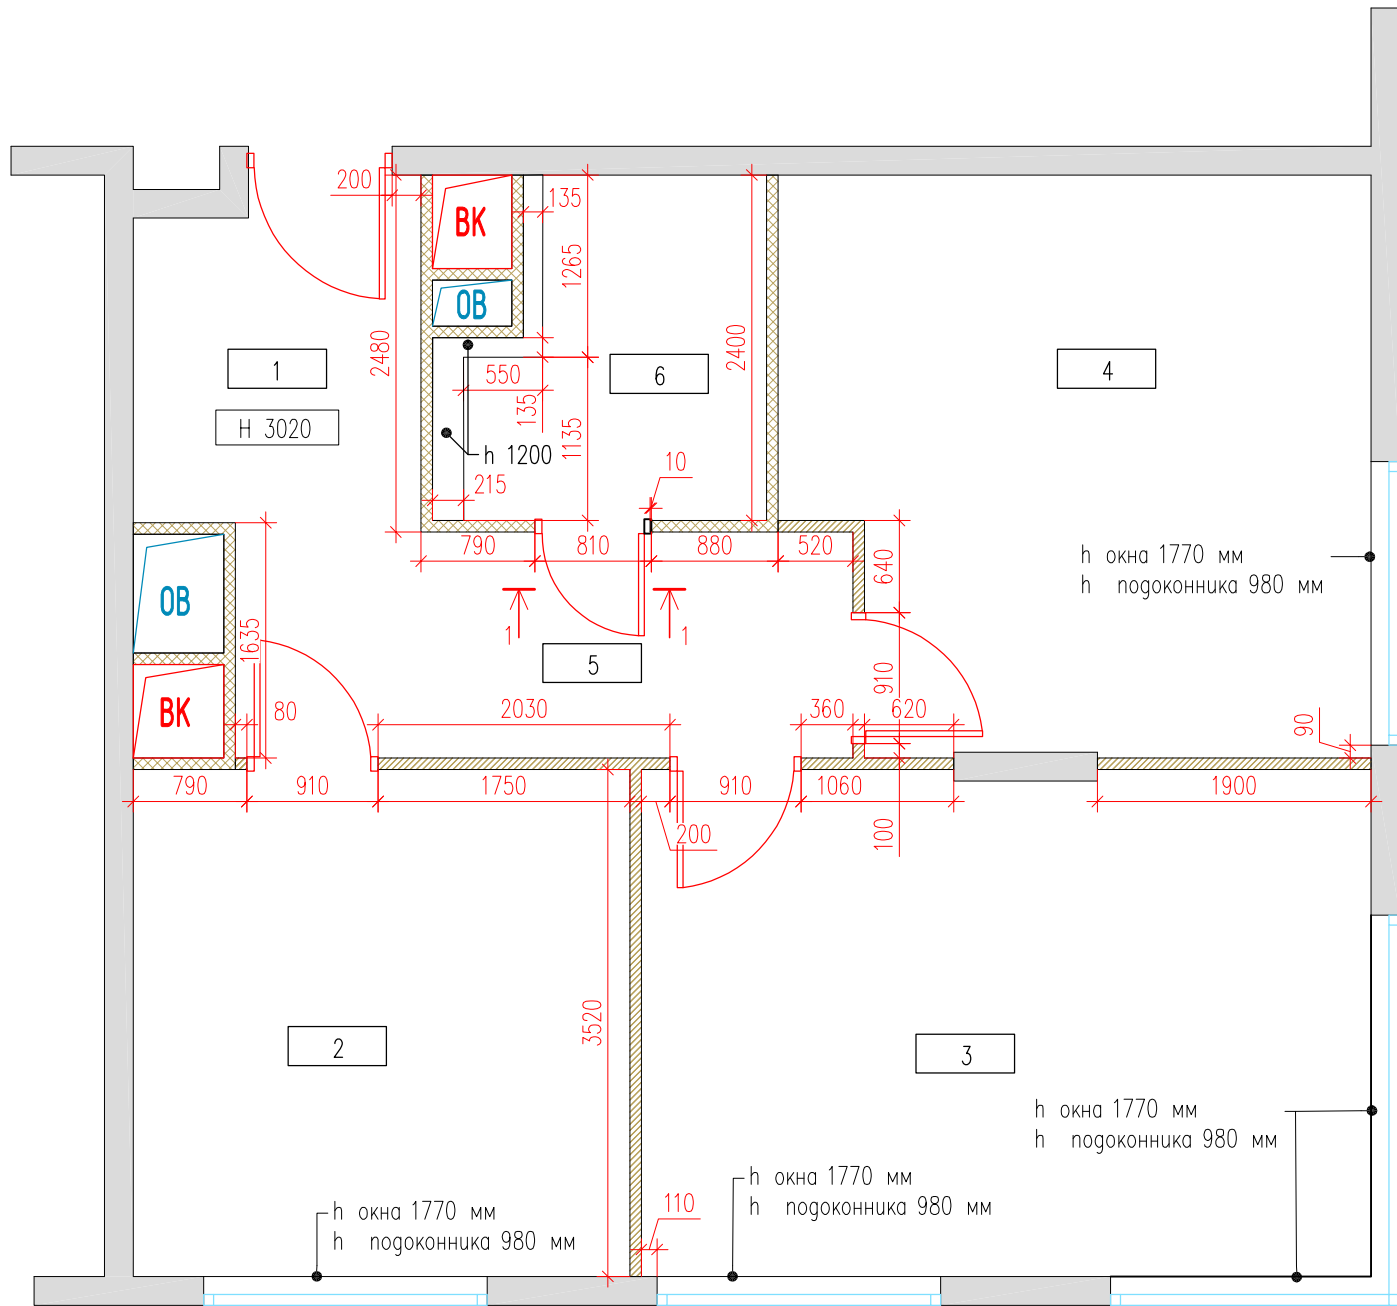 200
ВК
135
1265
ОВ
2480
2400
1
6
4
550
H 3020
135
1135
h 1200
10
215
790
810
880
520
640
h окна 1770 мм
h подоконника 980 мм
ОВ
1
1
1635
5
910
ВК
80
2030
360
620
90
790
910
1750
910
1060
1900
200
100
3520
2
3
h окна 1770 мм
h подоконника 980 мм
h окна 1770 мм
h подоконника 980 мм
110
h окна 1770 мм
h подоконника 980 мм